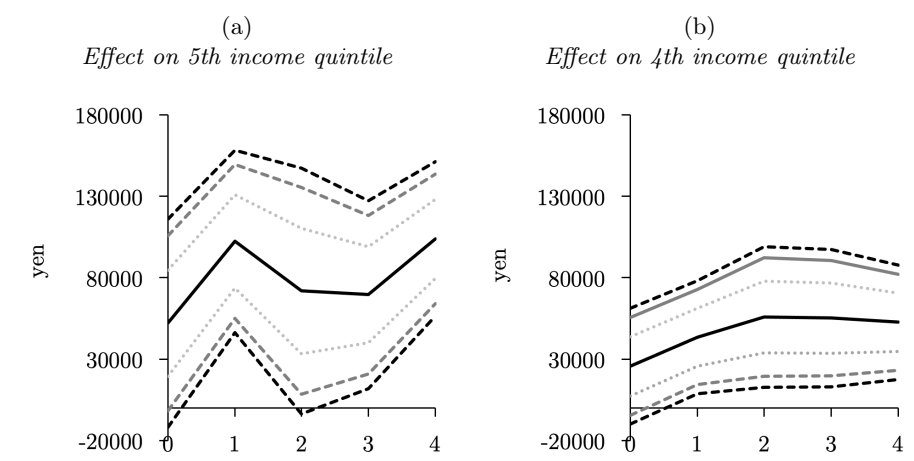 (a)
Effect on 5th income quintile
180000
130000
80000
30000
-20000
yen
0 1 2 3 4
(b)
Effect on 4th income quintile
180000
130000
80000
30000
-20000
yen
0 1 2 3 4